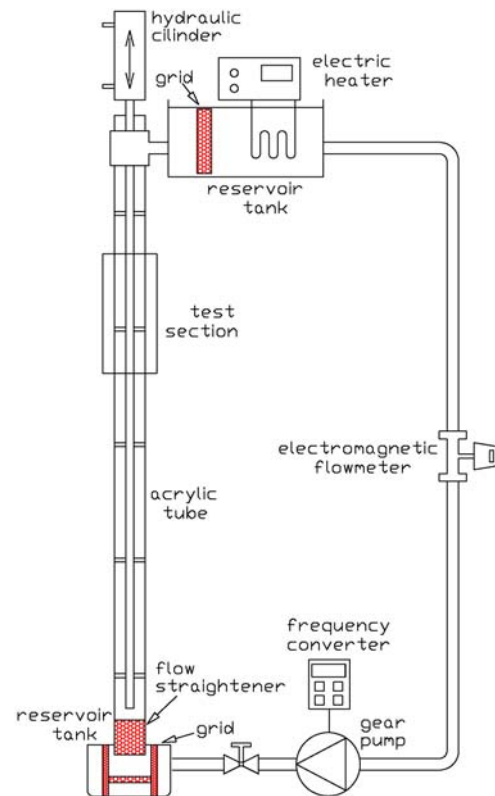 hydraulic
cilinder
grid
electric
heater
reservoir
tank
test
section
electromagnetic
flowmeter
acrylic
tube
frequency
converter
flow
straightener
reservoir
tank
grid
gear
pump